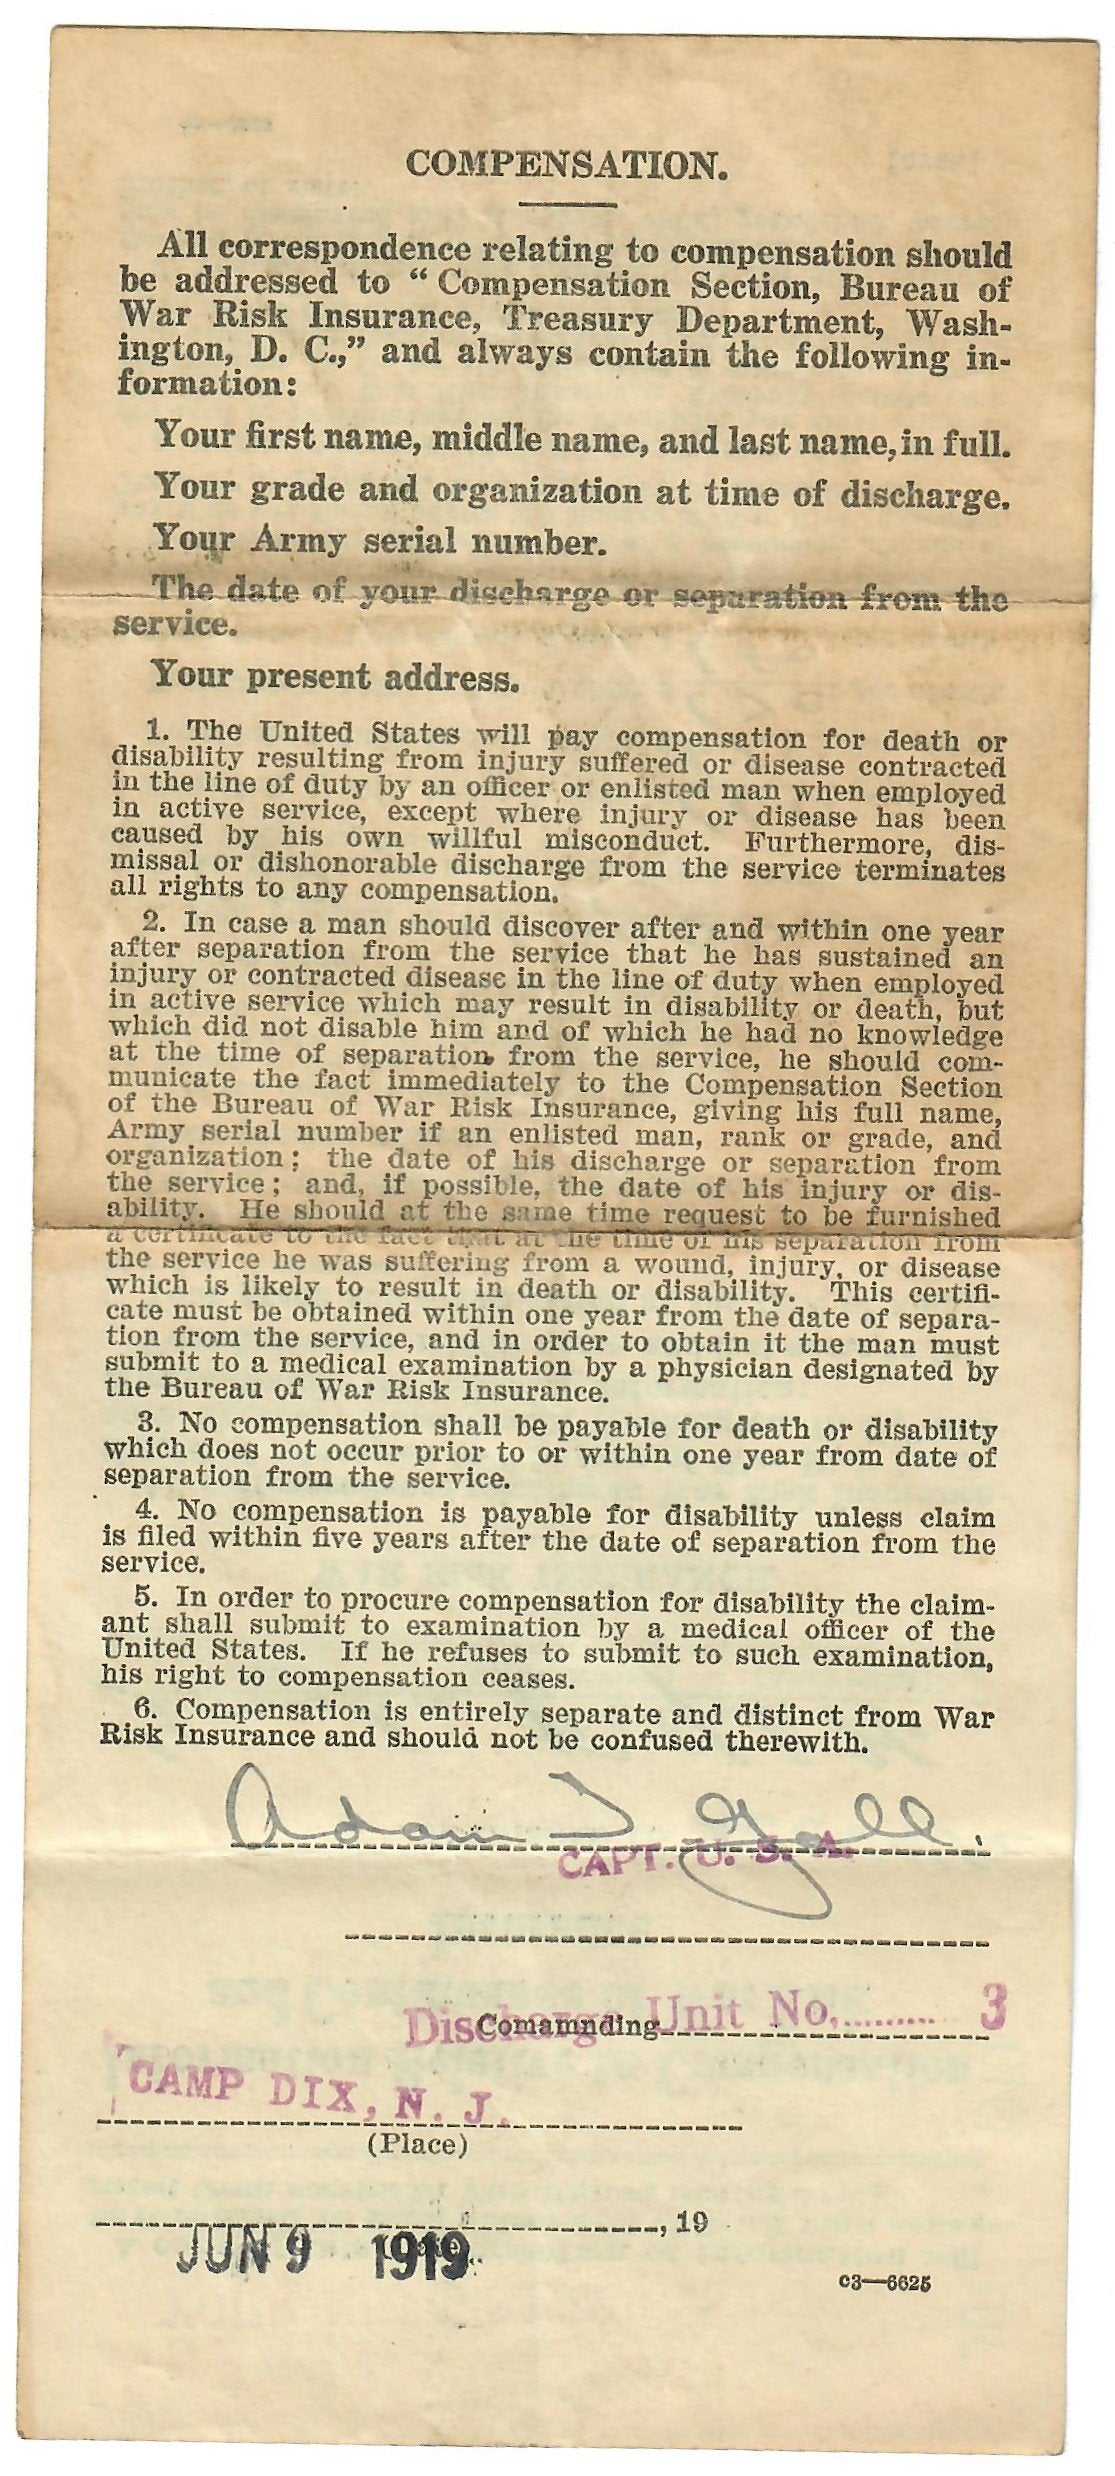 COMPENSATION.
All correspondence relating to compensation should
be addressed to “ Compensation Section, Bureau of
War Risk Insurance, Treasury Department, Wash-
ington, D. C.,” and always contain the following in-
formation:
Your first name, middle name, and last name, in full.
Your grade and organization at time of discharge.
Your Army serial number.
The date of your discharge or separation from the
service.
Your present address.
1. The United States will pay compensation for death or
disability resulting from injury suffered or disease contracted
in the line of duty by an officer or enlisted man when employed
in active service, except where injury or disease has been
caused by his own willful misconduct. Furthermore, dis-
missal or dishonorable discharge from the service terminates
all rights to any compensation.
2. In case a man should discover after and within one year
after separation from the service that he has sustained an
injury or contracted disease in the line of duty when employed
in active service which may result in disability or death, but
which did not disable him and of which he had no knowledge
at the time of separation from the service, he should com-
municate the fact immediately to the Compensation Section
of the Bureau of War Risk Insurance, giving his full name,
Army serial number if an enlisted man, rank or grade, and
organization; the date of his discharge or separation from
the service; and, if possible, the date of his injury or dis-
ability. He should at the same time request to be furnished
a certificate to the fact that at the time of his separation from
the service he was suffering from a wound, injury, or disease
which is likely to result in death or disability. This certifi-
cate must be obtained within one year from the date of separa-
tion from the service, and in order to obtain it the man must
submit to a medical examination by a physician designated by
the Bureau of War Risk Insurance.
3. No compensation shall be payable for death or disability
which does not occur prior to or within one year from date of
separation from the service.
4. No compensation is payable for disability unless claim
is filed within five years after the date of separation from the
service.
5. In order to procure compensation for disability the claim-
ant shall submit to examination by a medical officer of the
United States. If he refuses to submit to such examination,
his right to compensation ceases.
6. Compensation is entirely separate and distinct from War
Risk Insurance and should not be confused therewith.
Adam
CAPT. U. S. A.
Discharge Unit No. 3
Comamnding
CAMP DIX, N. J.
(Place)
, 19
JUN 9 1919
C3—6625